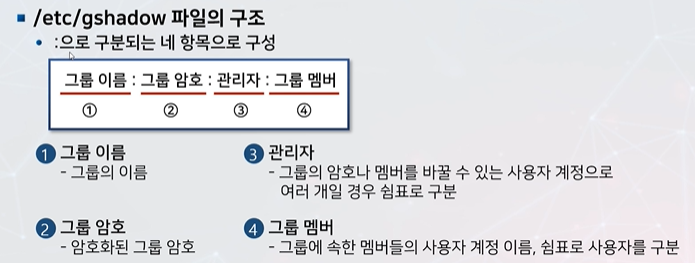 /etc/gshadow 파일의 구조
:으로 구분되는 네 항목으로 구성
그룹 이름 : 그룹 암호 : 관리자 : 그룹 멤버
① ② ③ ④
1 그룹 이름
- 그룹의 이름
3 관리자
- 그룹의 암호나 멤버를 바꿀 수 있는 사용자 계정으로
여러 개일 경우 쉼표로 구분
2 그룹 암호
- 암호화된 그룹 암호
4 그룹 멤버
- 그룹에 속한 멤버들의 사용자 계정 이름, 쉼표로 사용자를 구분